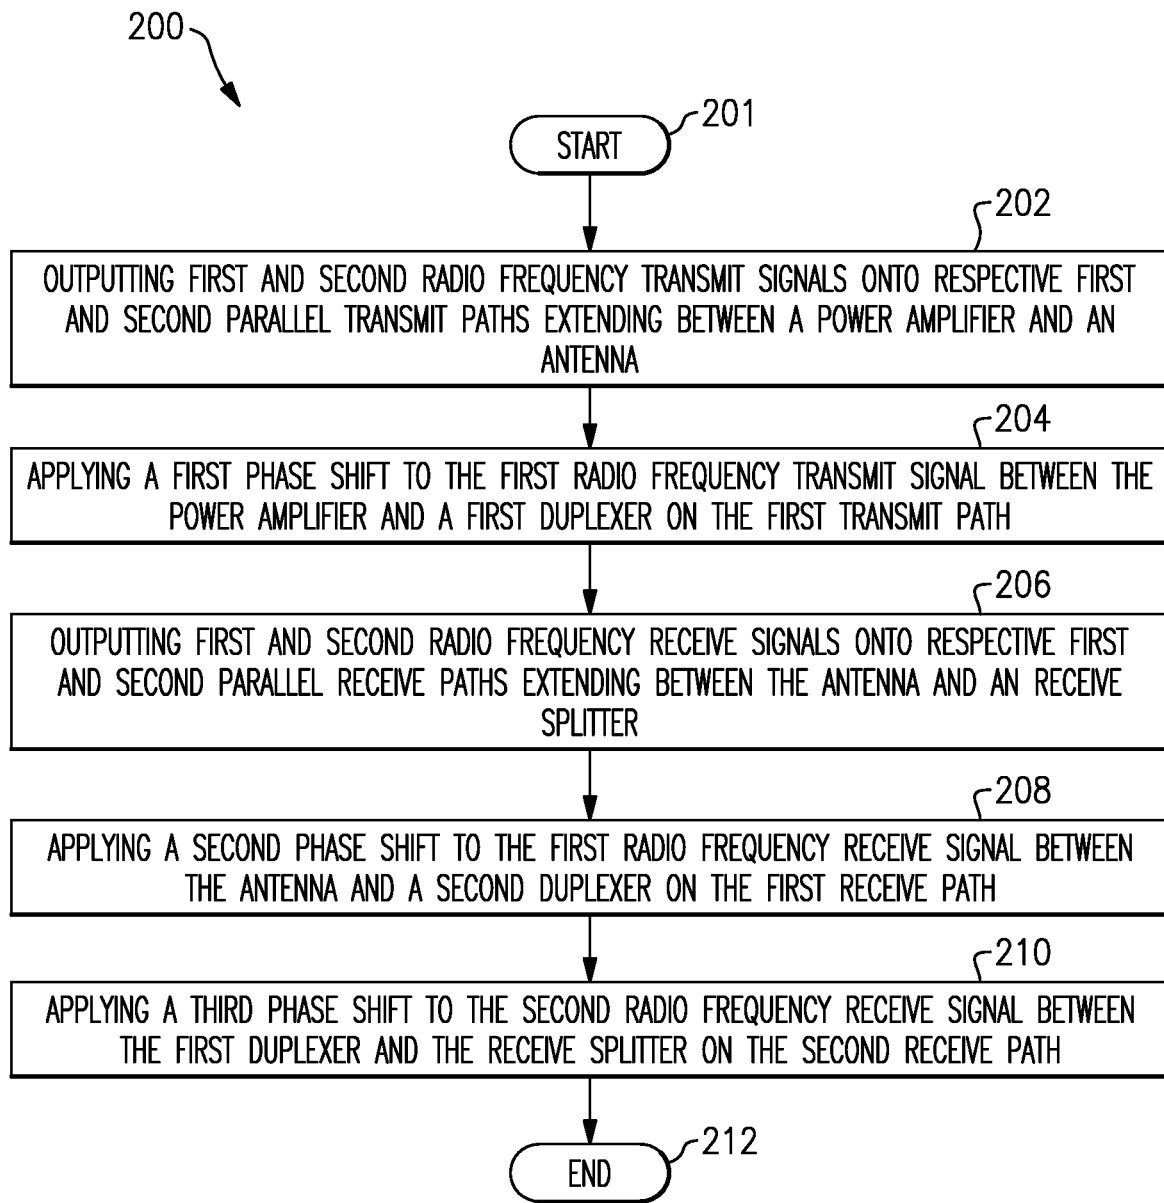 200
START
201
202
OUTPUTTING FIRST AND SECOND RADIO FREQUENCY TRANSMIT SIGNALS ONTO RESPECTIVE FIRST
AND SECOND PARALLEL TRANSMIT PATHS EXTENDING BETWEEN A POWER AMPLIFIER AND AN
ANTENNA
204
APPLYING A FIRST PHASE SHIFT TO THE FIRST RADIO FREQUENCY TRANSMIT SIGNAL BETWEEN THE
POWER AMPLIFIER AND A FIRST DUPLEXER ON THE FIRST TRANSMIT PATH
206
OUTPUTTING FIRST AND SECOND RADIO FREQUENCY RECEIVE SIGNALS ONTO RESPECTIVE FIRST
AND SECOND PARALLEL RECEIVE PATHS EXTENDING BETWEEN THE ANTENNA AND AN RECEIVE
SPLITTER
208
APPLYING A SECOND PHASE SHIFT TO THE FIRST RADIO FREQUENCY RECEIVE SIGNAL BETWEEN
THE ANTENNA AND A SECOND DUPLEXER ON THE FIRST RECEIVE PATH
210
APPLYING A THIRD PHASE SHIFT TO THE SECOND RADIO FREQUENCY RECEIVE SIGNAL BETWEEN
THE FIRST DUPLEXER AND THE RECEIVE SPLITTER ON THE SECOND RECEIVE PATH
212
END